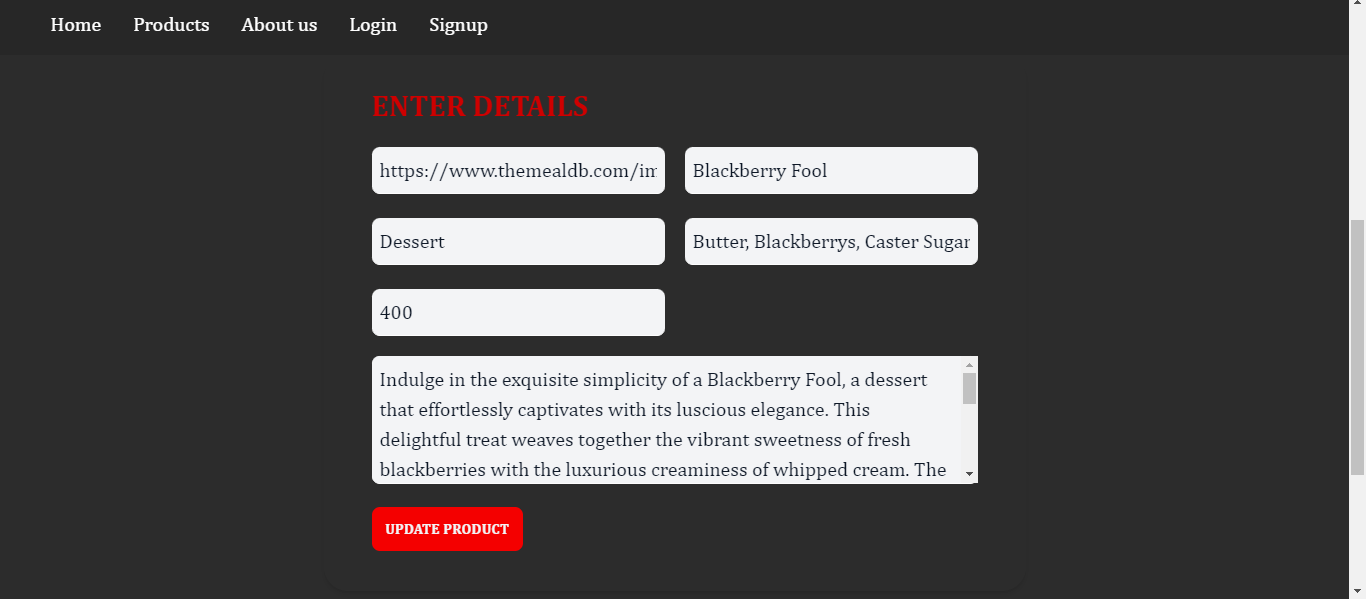 Home Products About us Login Signup
ENTER DETAILS
https://www.themealdb.com/im
Blackberry Fool
Dessert
Butter, Blackberrys, Caster Sugar
400
Indulge in the exquisite simplicity of a Blackberry Fool, a dessert
that effortlessly captivates with its luscious elegance. This
delightful treat weaves together the vibrant sweetness of fresh
blackberries with the luxurious creaminess of whipped cream. The
UPDATE PRODUCT